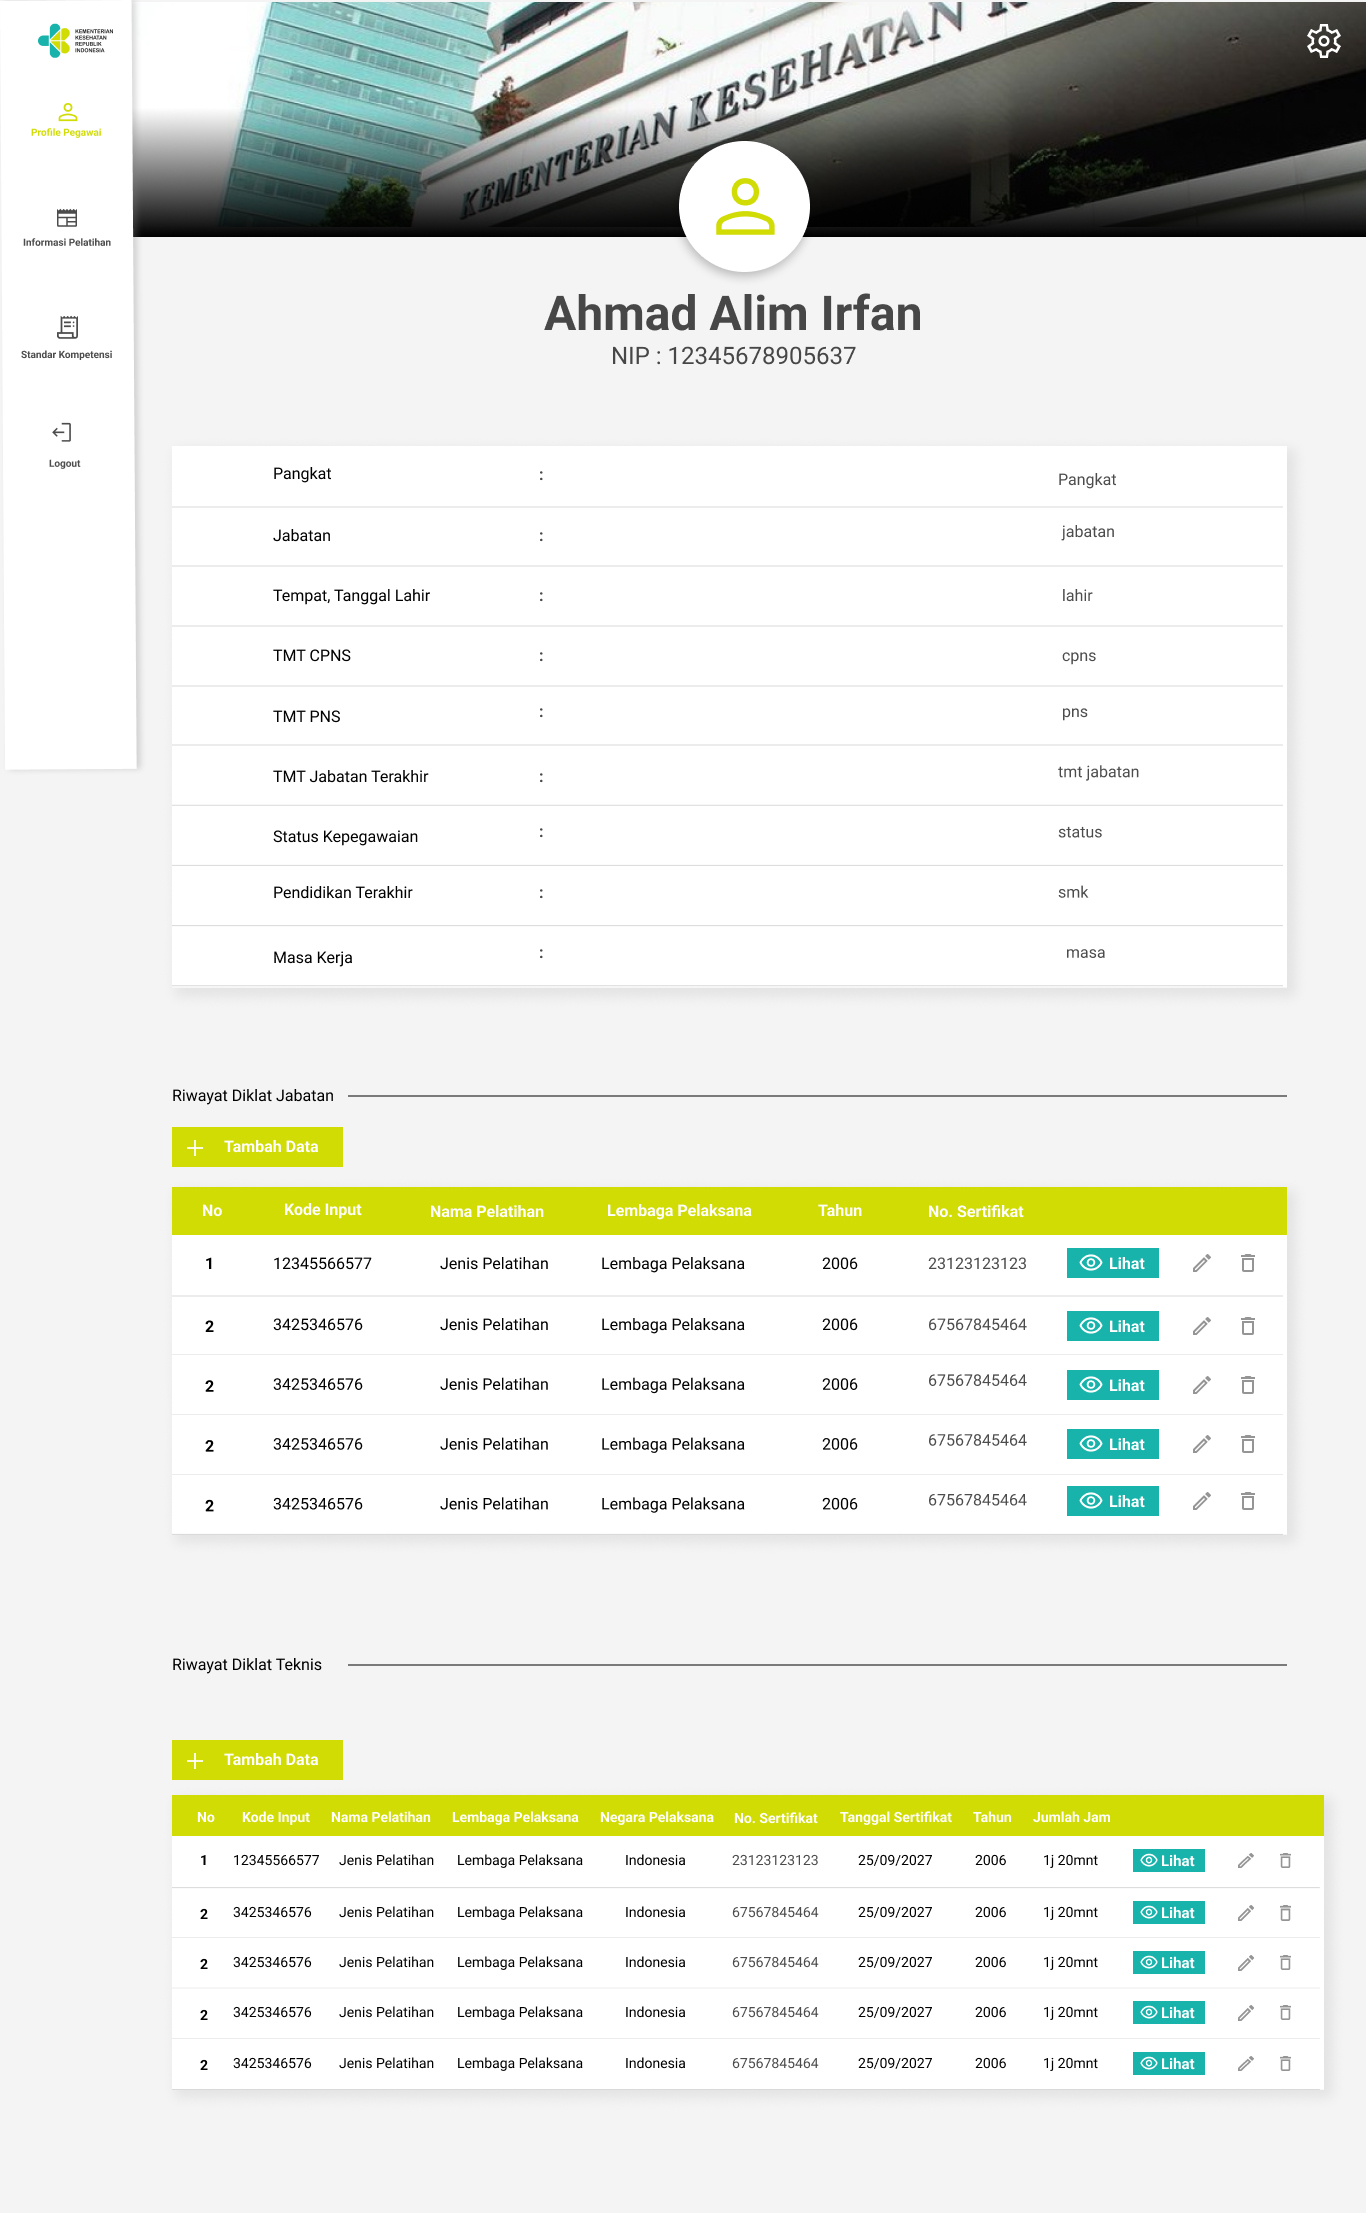 KEMENTERIAN
KESEHATAN
REPUBLIK
INDONESIA
KEMENTERIAN KESEHATAN
Profile Pegawai
Informasi Pelatihan
Standar Kompetensi
Logout
Ahmad Alim Irfan
NIP : 12345678905637
Pangkat : Pangkat
Jabatan : jabatan
Tempat, Tanggal Lahir : lahir
TMT CPNS : cpns
TMT PNS : pns
TMT Jabatan Terakhir : tmt jabatan
Status Kepegawaian : status
Pendidikan Terakhir : smk
Masa Kerja : masa
Riwayat Diklat Jabatan
Tambah Data
No Kode Input Nama Pelatihan Lembaga Pelaksana Tahun No. Sertifikat
1 12345566577 Jenis Pelatihan Lembaga Pelaksana 2006 23123123123 Lihat
2 3425346576 Jenis Pelatihan Lembaga Pelaksana 2006 67567845464 Lihat
2 3425346576 Jenis Pelatihan Lembaga Pelaksana 2006 67567845464 Lihat
2 3425346576 Jenis Pelatihan Lembaga Pelaksana 2006 67567845464 Lihat
2 3425346576 Jenis Pelatihan Lembaga Pelaksana 2006 67567845464 Lihat
Riwayat Diklat Teknis
Tambah Data
No Kode Input Nama Pelatihan Lembaga Pelaksana Negara Pelaksana No. Sertifikat Tanggal Sertifikat Tahun Jumlah Jam
1 12345566577 Jenis Pelatihan Lembaga Pelaksana Indonesia 23123123123 25/09/2027 2006 1j 20mnt Lihat
2 3425346576 Jenis Pelatihan Lembaga Pelaksana Indonesia 67567845464 25/09/2027 2006 1j 20mnt Lihat
2 3425346576 Jenis Pelatihan Lembaga Pelaksana Indonesia 67567845464 25/09/2027 2006 1j 20mnt Lihat
2 3425346576 Jenis Pelatihan Lembaga Pelaksana Indonesia 67567845464 25/09/2027 2006 1j 20mnt Lihat
2 3425346576 Jenis Pelatihan Lembaga Pelaksana Indonesia 67567845464 25/09/2027 2006 1j 20mnt Lihat